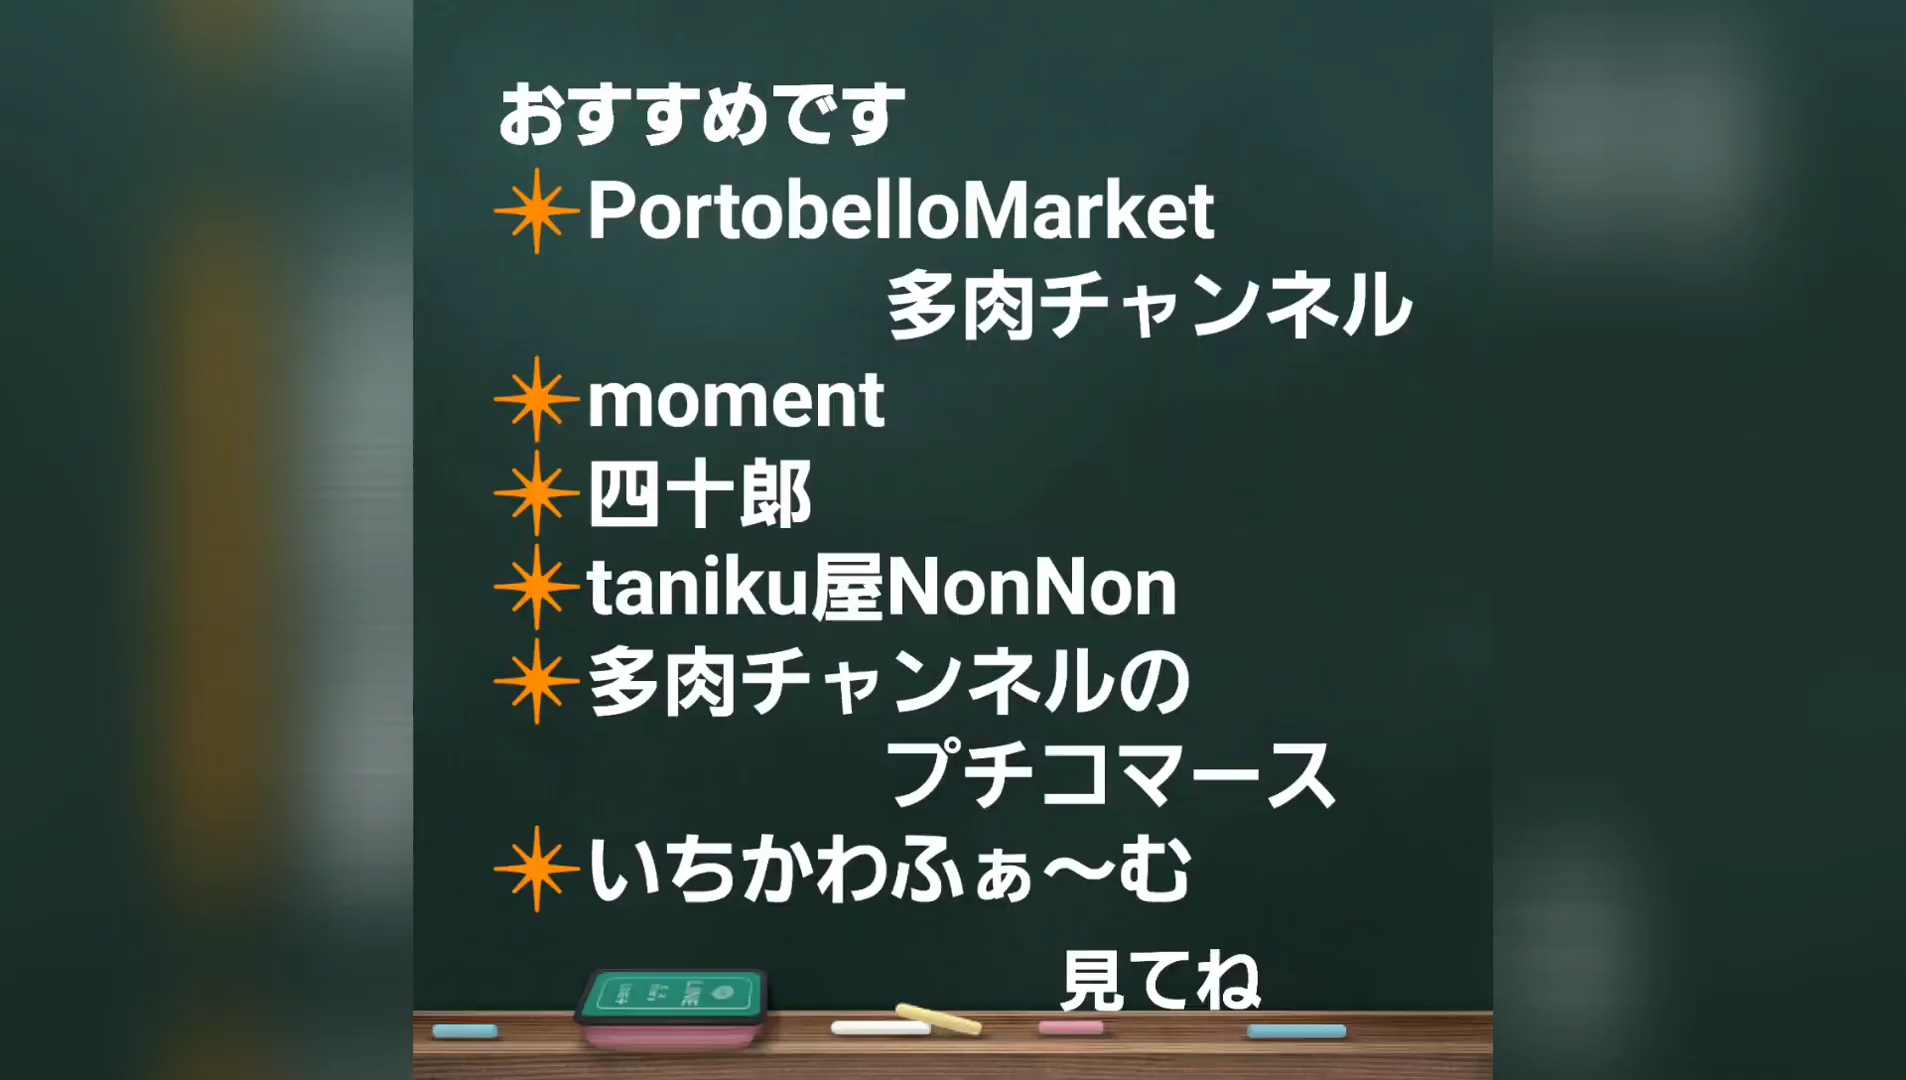 おすすめです
✴PortobelloMarket
多肉チャンネル
✴moment
✴四十郎
✴taniku屋NonNon
✴多肉チャンネルの
プチコマース
✴いちかわふぁ〜む
見てね
LINE